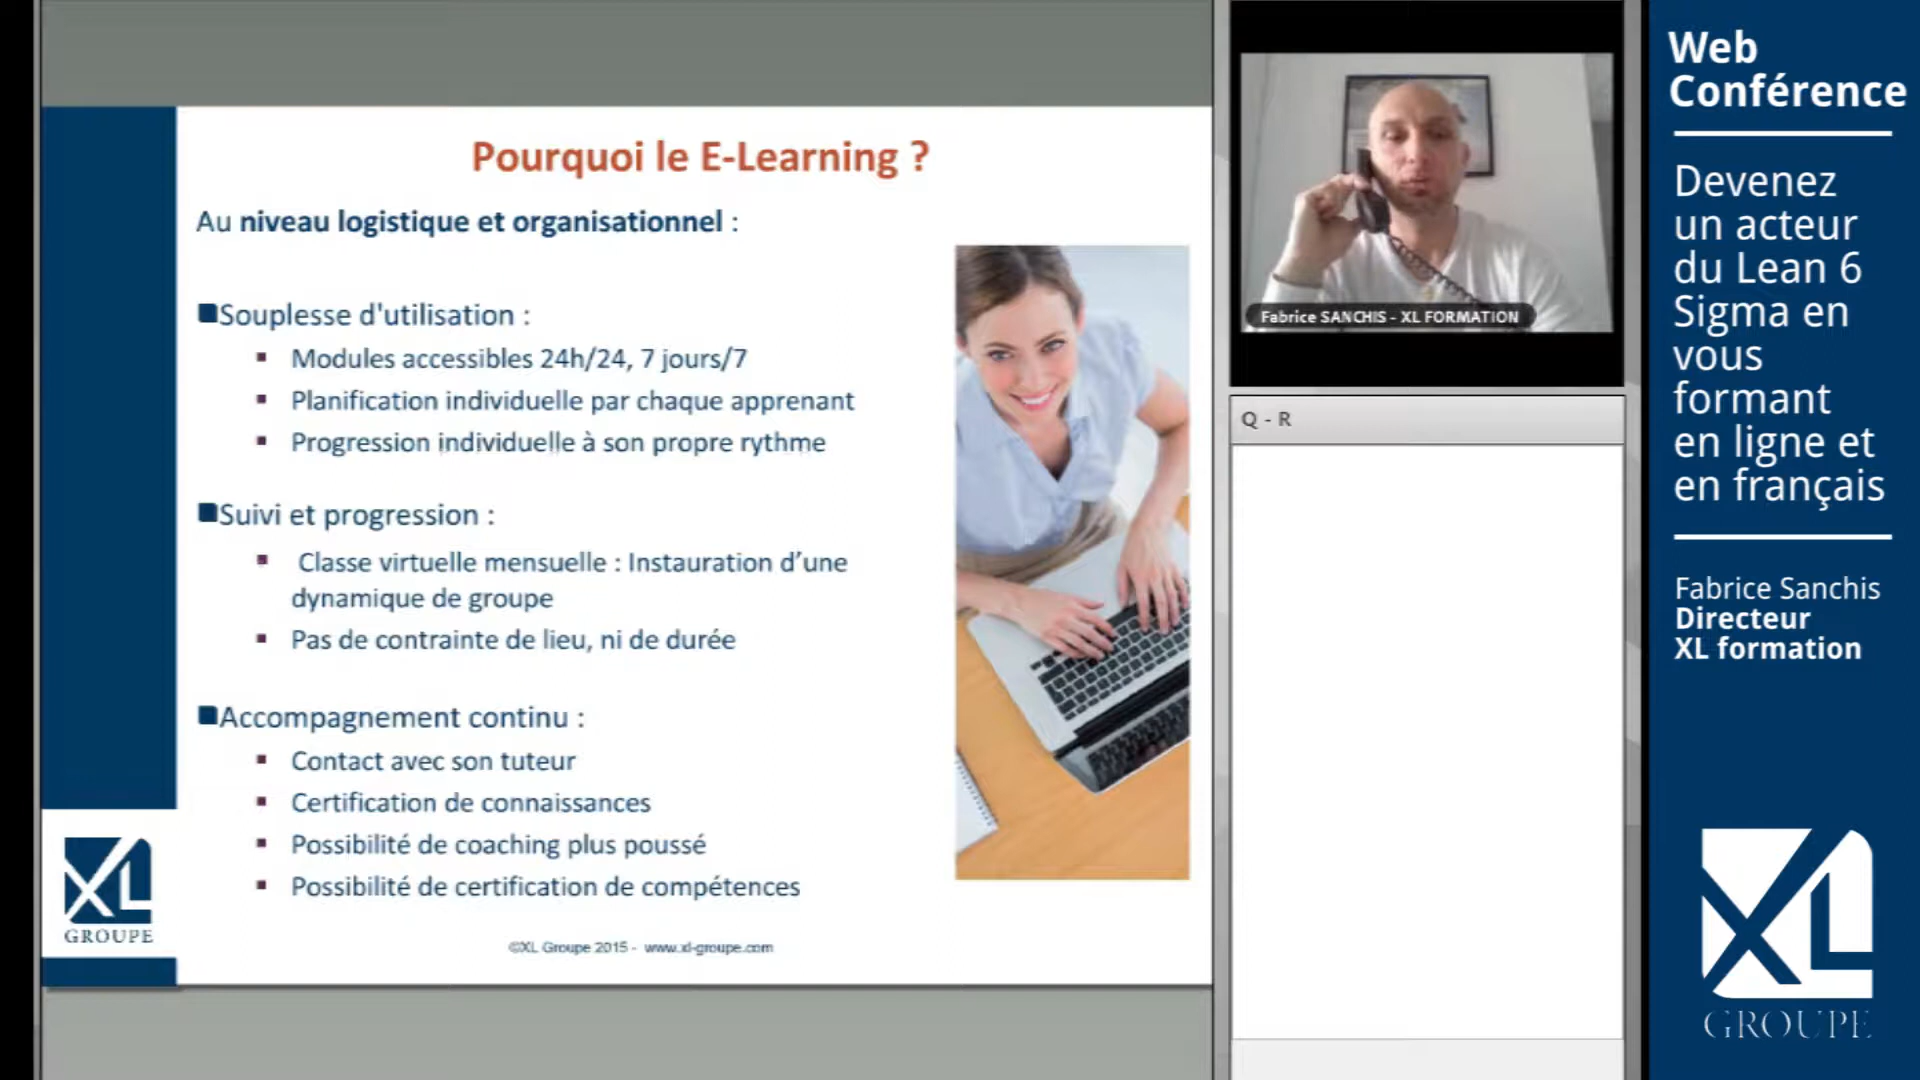 Pourquoi le E-Learning ?
Au niveau logistique et organisationnel :
Souplesse d'utilisation :
Modules accessibles 24h/24, 7 jours/7
Planification individuelle par chaque apprenant
Progression individuelle à son propre rythme
Suivi et progression :
Classe virtuelle mensuelle : Instauration d’une
dynamique de groupe
Pas de contrainte de lieu, ni de durée
Accompagnement continu :
Contact avec son tuteur
Certification de connaissances
Possibilité de coaching plus poussé
Possibilité de certification de compétences
©XL Groupe 2015 - www.xl-groupe.com
XL
GROUPE
Fabrice SANCHIS - XL FORMATION
Q - R
Web
Conférence
Devenez
un acteur
du Lean 6
Sigma en
vous
formant
en ligne et
en français
Fabrice Sanchis
Directeur
XL formation
XL
GROUPE